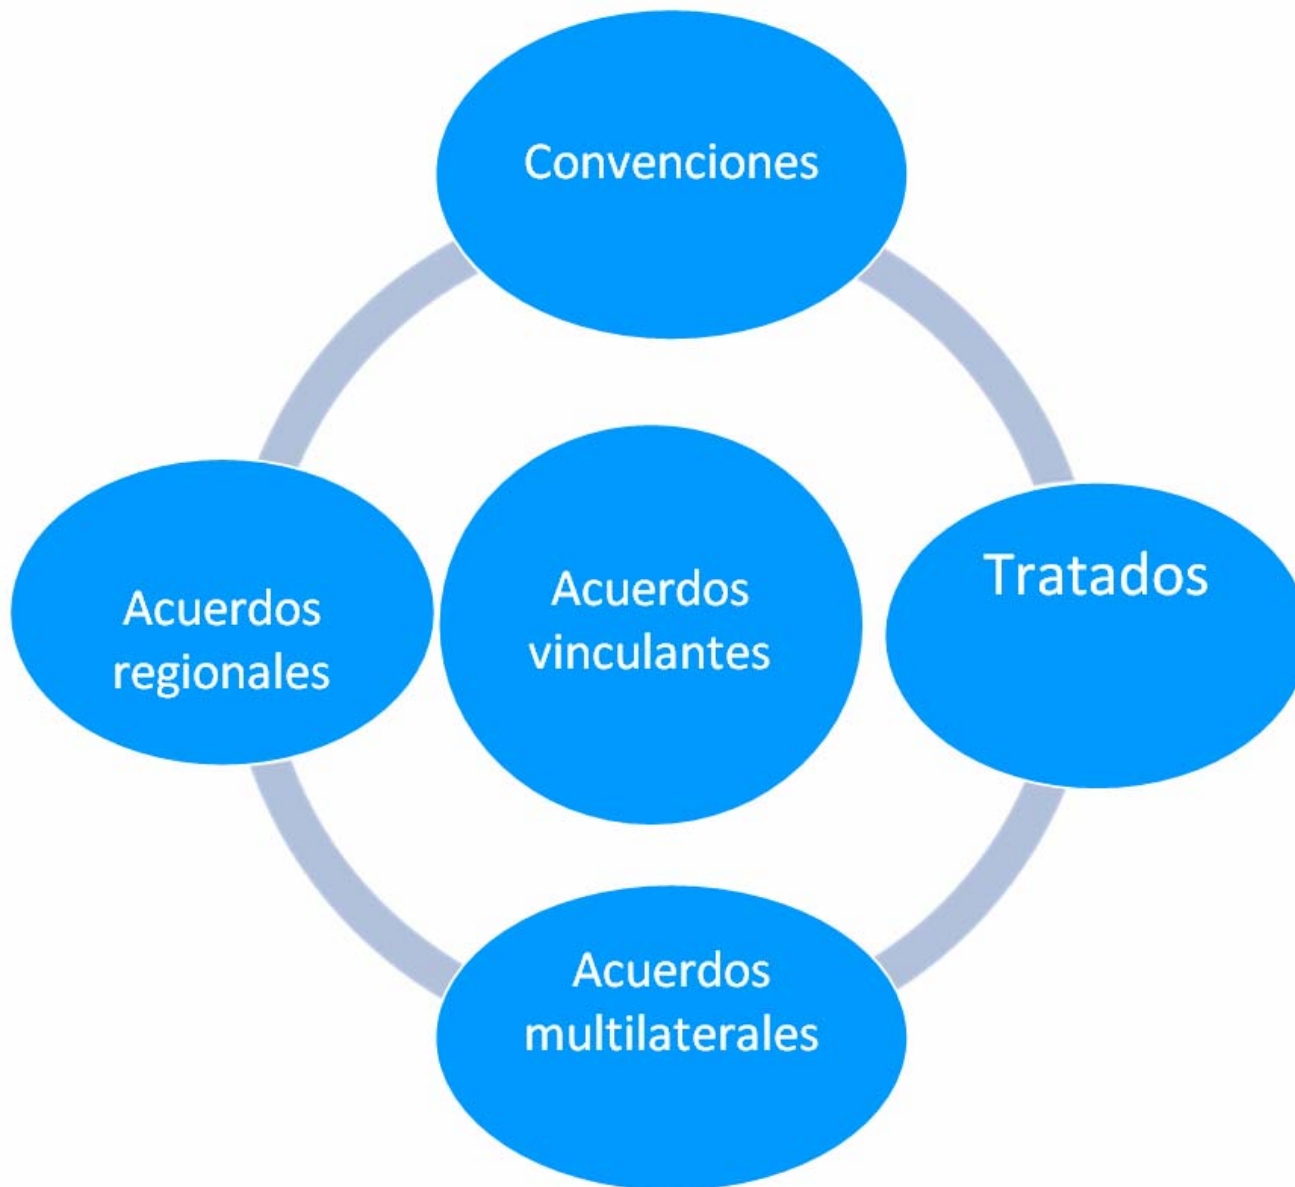 Convenciones
Tratados
Acuerdos
multilaterales
Acuerdos
regionales
Acuerdos
vinculantes